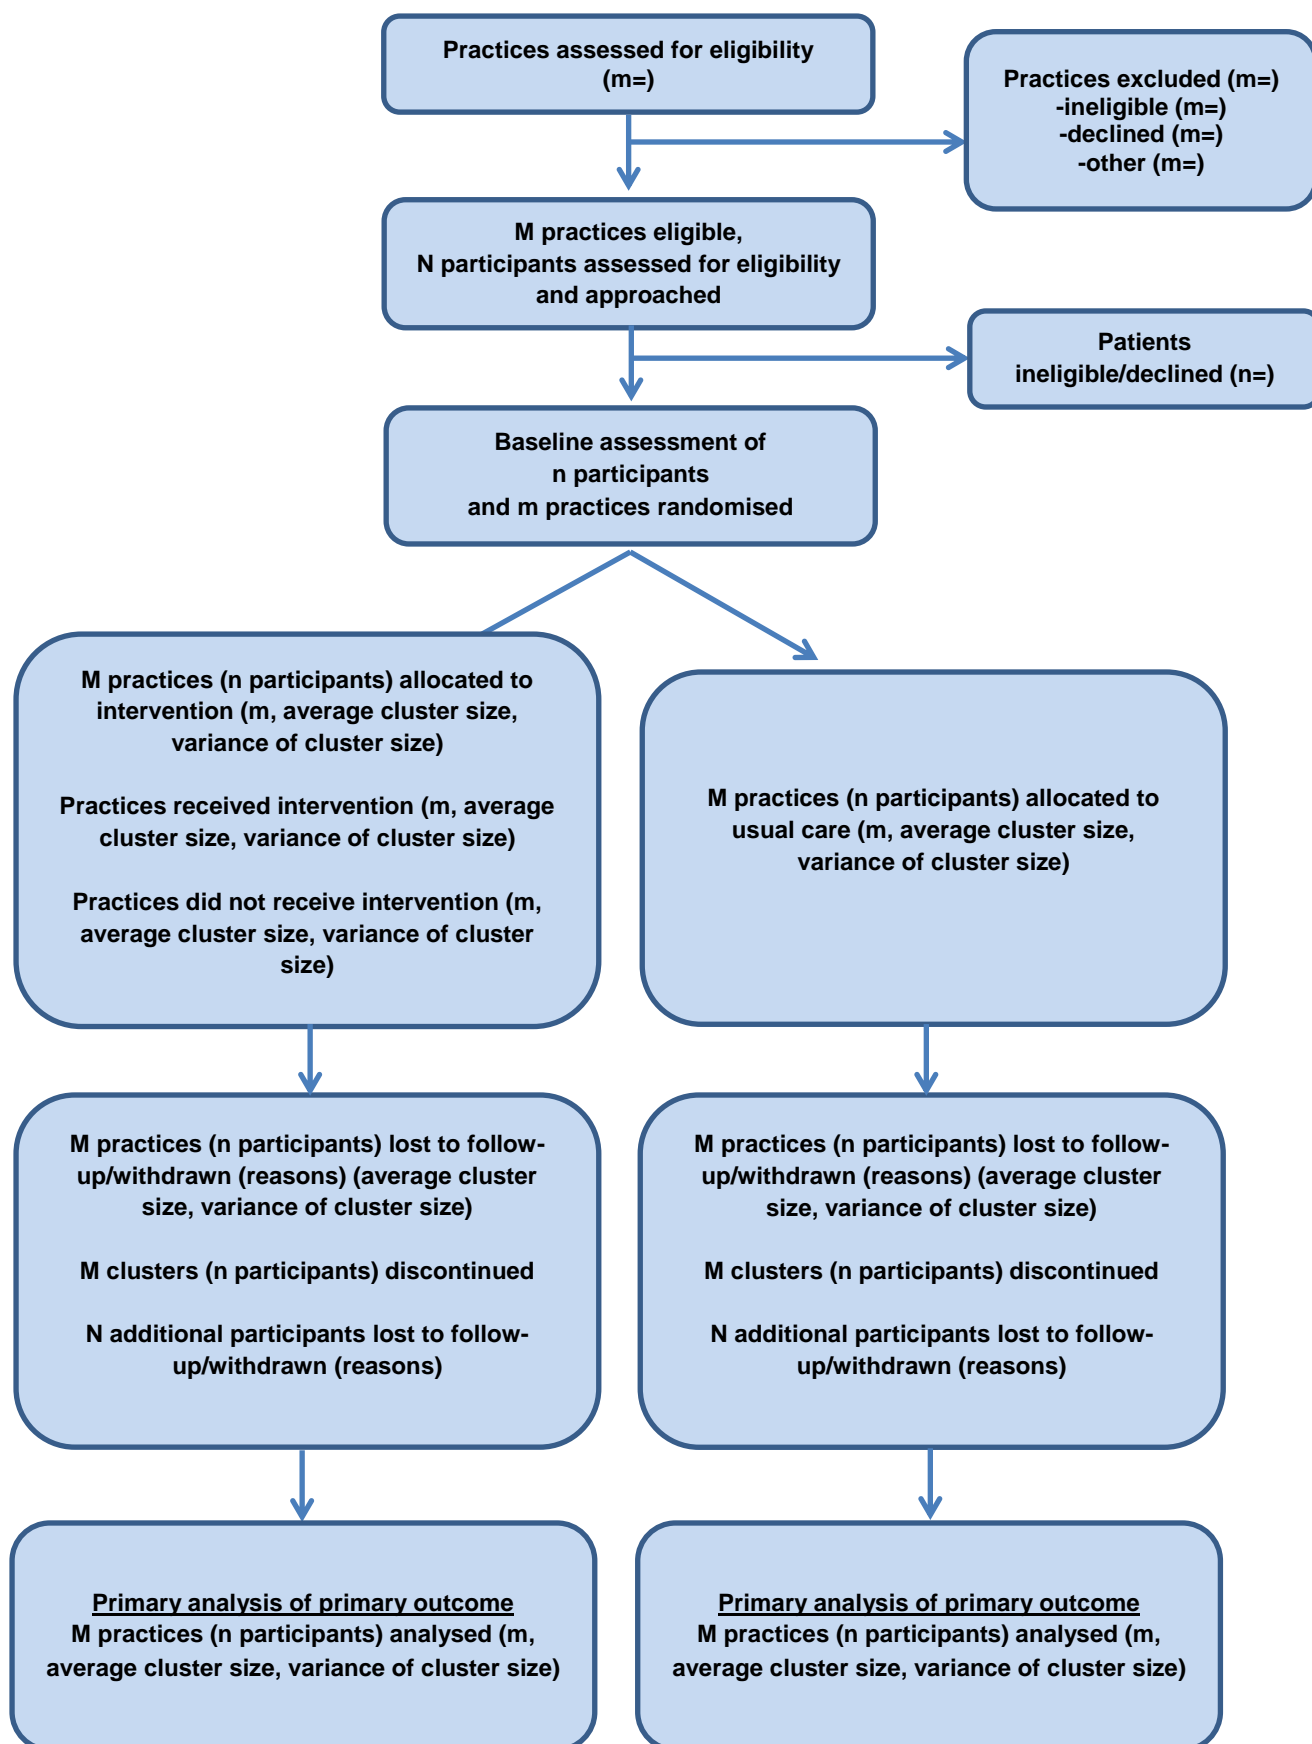 Practices assessed for eligibility
(m=)
Practices excluded (m=)
-ineligible (m=)
-declined (m=)
-other (m=)
M practices eligible,
N participants assessed for eligibility
and approached
Patients
ineligible/declined (n=)
Baseline assessment of
n participants
and m practices randomised
M practices (n participants) allocated to
intervention (m, average cluster size,
variance of cluster size)
Practices received intervention (m, average
cluster size, variance of cluster size)
Practices did not receive intervention (m,
average cluster size, variance of cluster
size)
M practices (n participants) allocated to
usual care (m, average cluster size,
variance of cluster size)
M practices (n participants) lost to follow-
up/withdrawn (reasons) (average cluster
size, variance of cluster size)
M clusters (n participants) discontinued
N additional participants lost to follow-
up/withdrawn (reasons)
M practices (n participants) lost to follow-
up/withdrawn (reasons) (average cluster
size, variance of cluster size)
M clusters (n participants) discontinued
N additional participants lost to follow-
up/withdrawn (reasons)
Primary analysis of primary outcome
M practices (n participants) analysed (m,
average cluster size, variance of cluster size)
Primary analysis of primary outcome
M practices (n participants) analysed (m,
average cluster size, variance of cluster size)